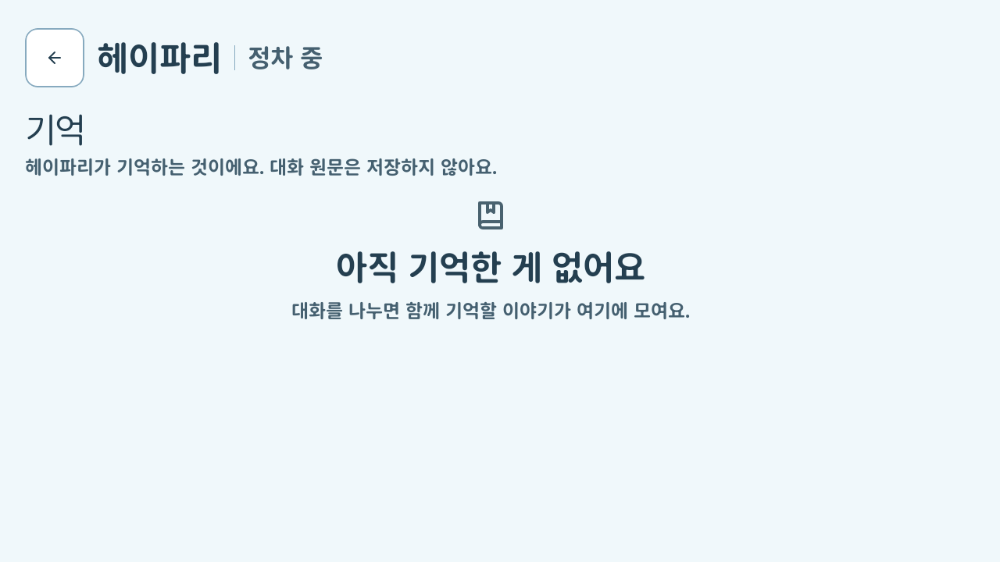 헤이파리
정차 중
기억
헤이파리가 기억하는 것이에요. 대화 원문은 저장하지 않아요.
아직 기억한 게 없어요
대화를 나누면 함께 기억할 이야기가 여기에 모여요.